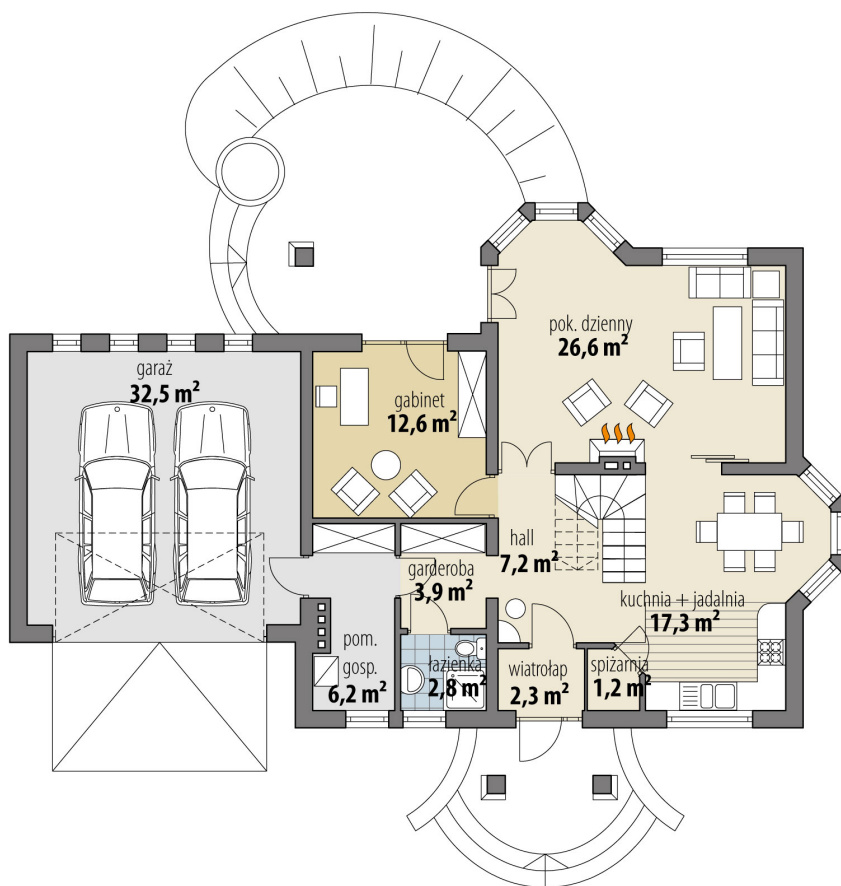 pok. dzienny
26,6 m²
garaż
32,5 m²
gabinet
12,6 m²
hall
7,2 m²
garderoba
3,9 m²
kuchnia + jadalnia
17,3 m²
pom.
gosp.
6,2 m²
łazienka
2,8 m²
wiatrołap
2,3 m²
spiżarnia
1,2 m²